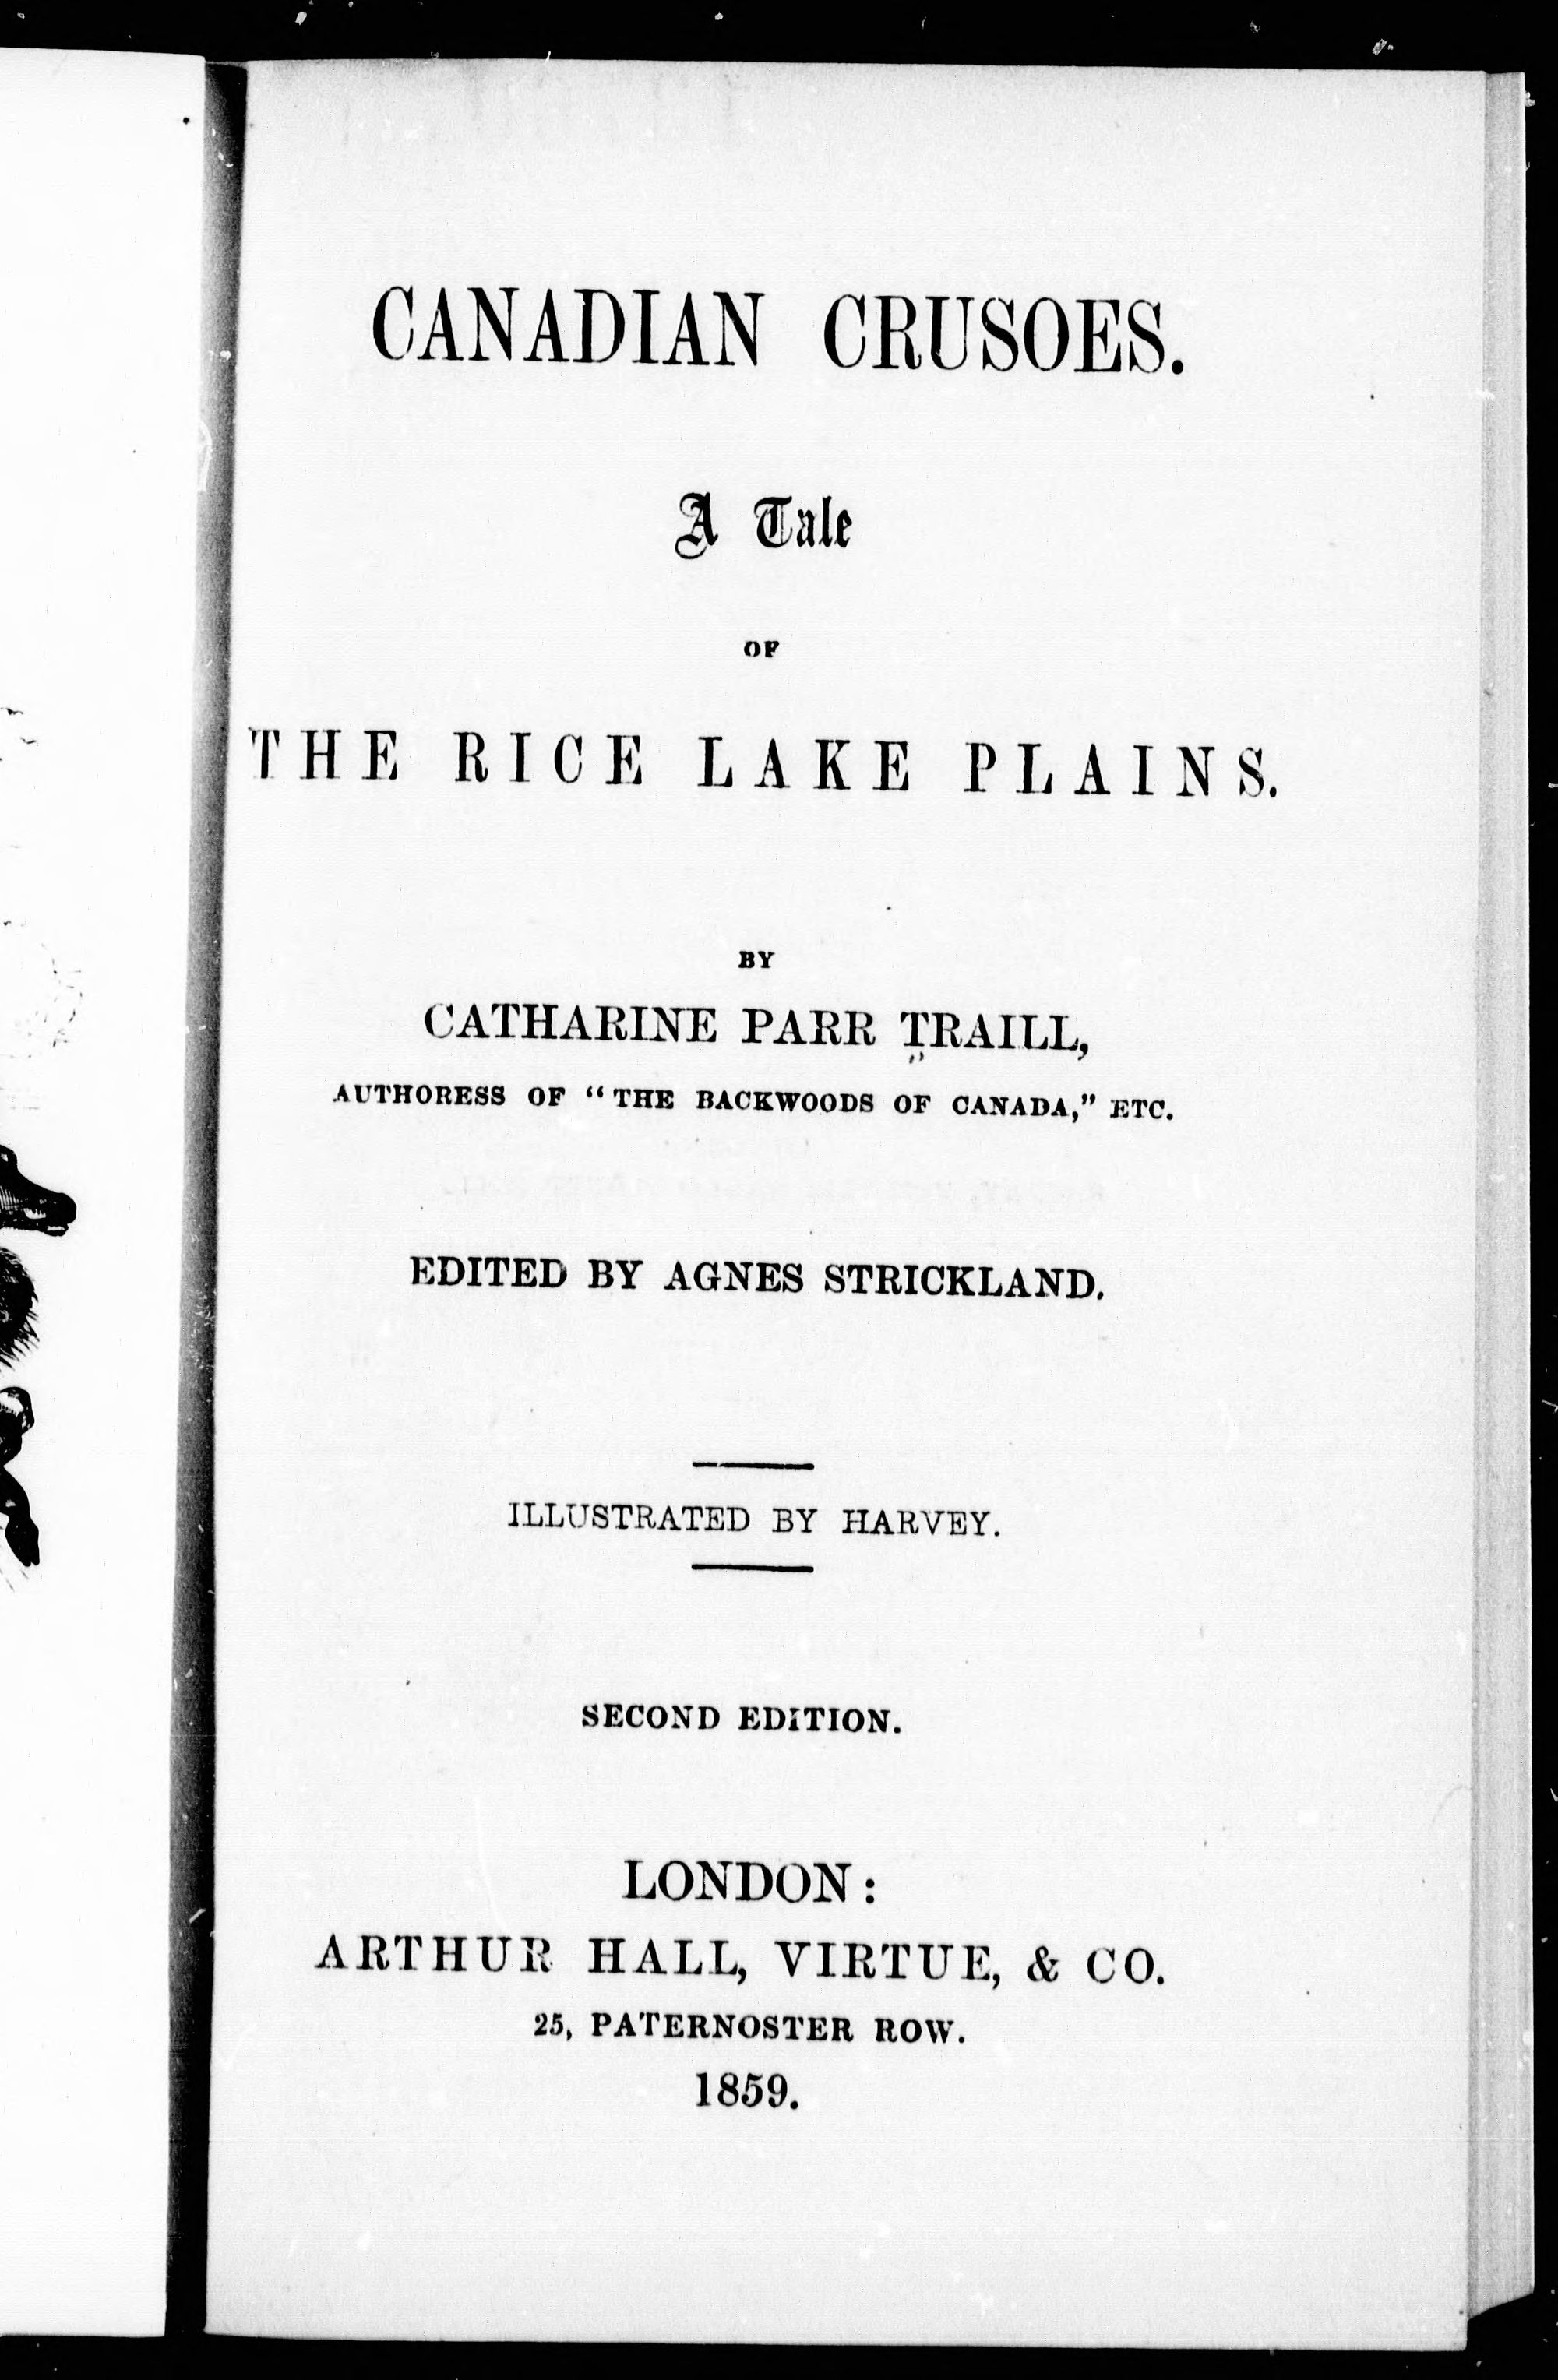 CANADIAN CRUSOES.
A Tale
OF
THE RICE LAKE PLAINS.
BY
CATHARINE PARR TRAILL,
AUTHORESS OF “THE BACKWOODS OF CANADA,” ETC.
EDITED BY AGNES STRICKLAND.
ILLUSTRATED BY HARVEY.
SECOND EDITION.
LONDON:
ARTHUR HALL, VIRTUE, & CO.
25, PATERNOSTER ROW.
1859.